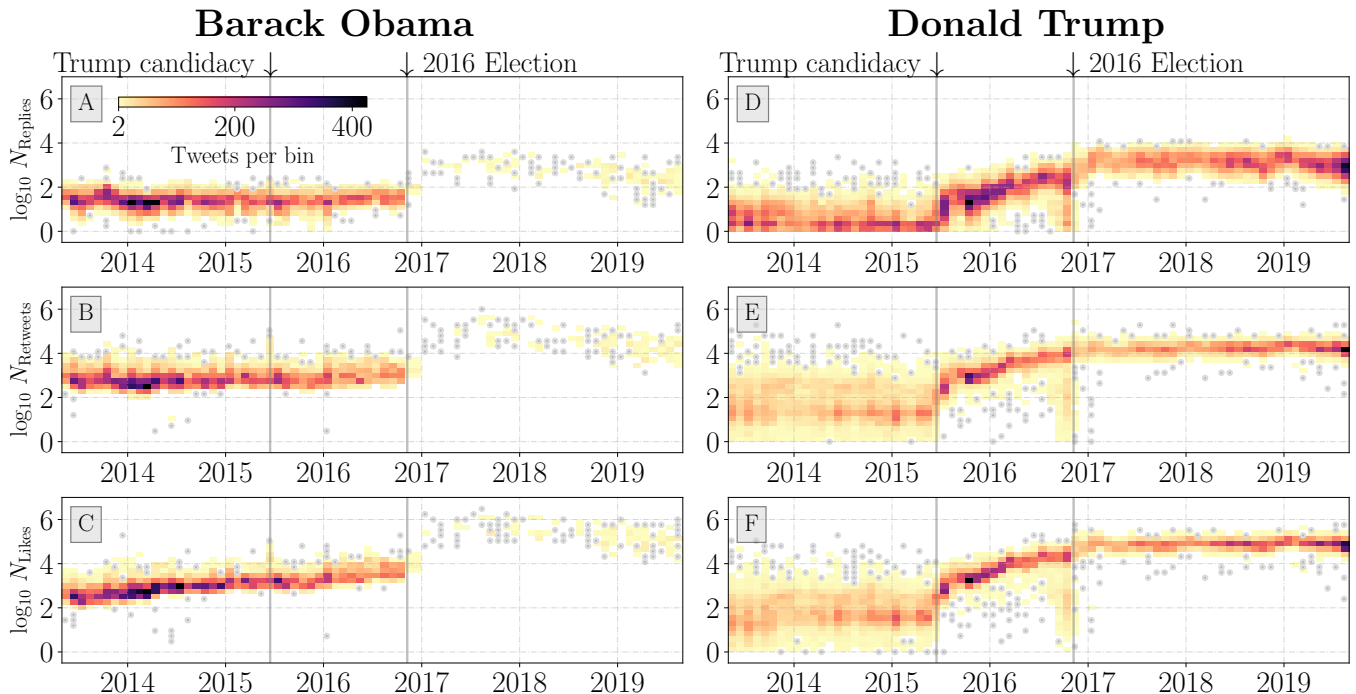 Barack Obama
Donald Trump
Trump candidacy
2016 Election
Trump candidacy
2016 Election
A
2
200
400
Tweets per bin
log10 NReplies
6
4
2
0
2014 2015 2016 2017 2018 2019
D
6
4
2
0
2014 2015 2016 2017 2018 2019
B
log10 NRetweets
6
4
2
0
2014 2015 2016 2017 2018 2019
E
6
4
2
0
2014 2015 2016 2017 2018 2019
C
log10 NLikes
6
4
2
0
2014 2015 2016 2017 2018 2019
F
6
4
2
0
2014 2015 2016 2017 2018 2019